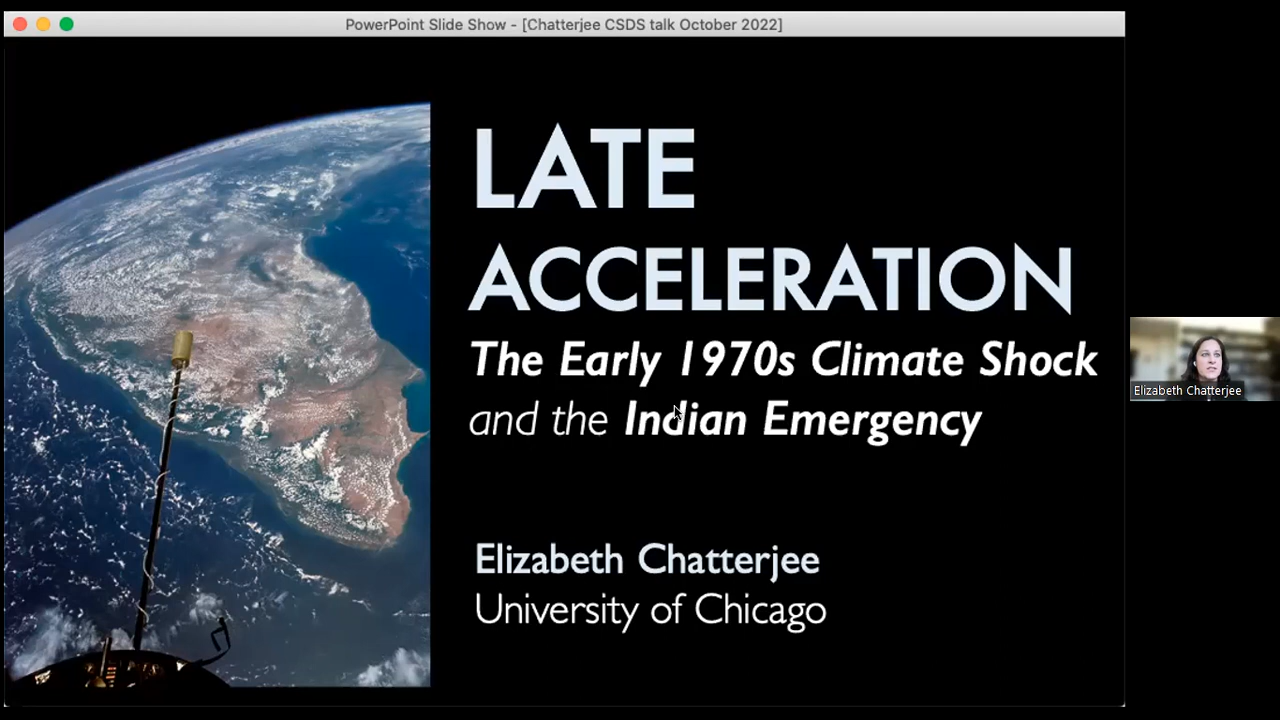 PowerPoint Slide Show - [Chatterjee CSDS talk October 2022]
LATE
ACCELERATION
The Early 1970s Climate Shock
and the Indian Emergency
Elizabeth Chatterjee
University of Chicago
Elizabeth Chatterjee